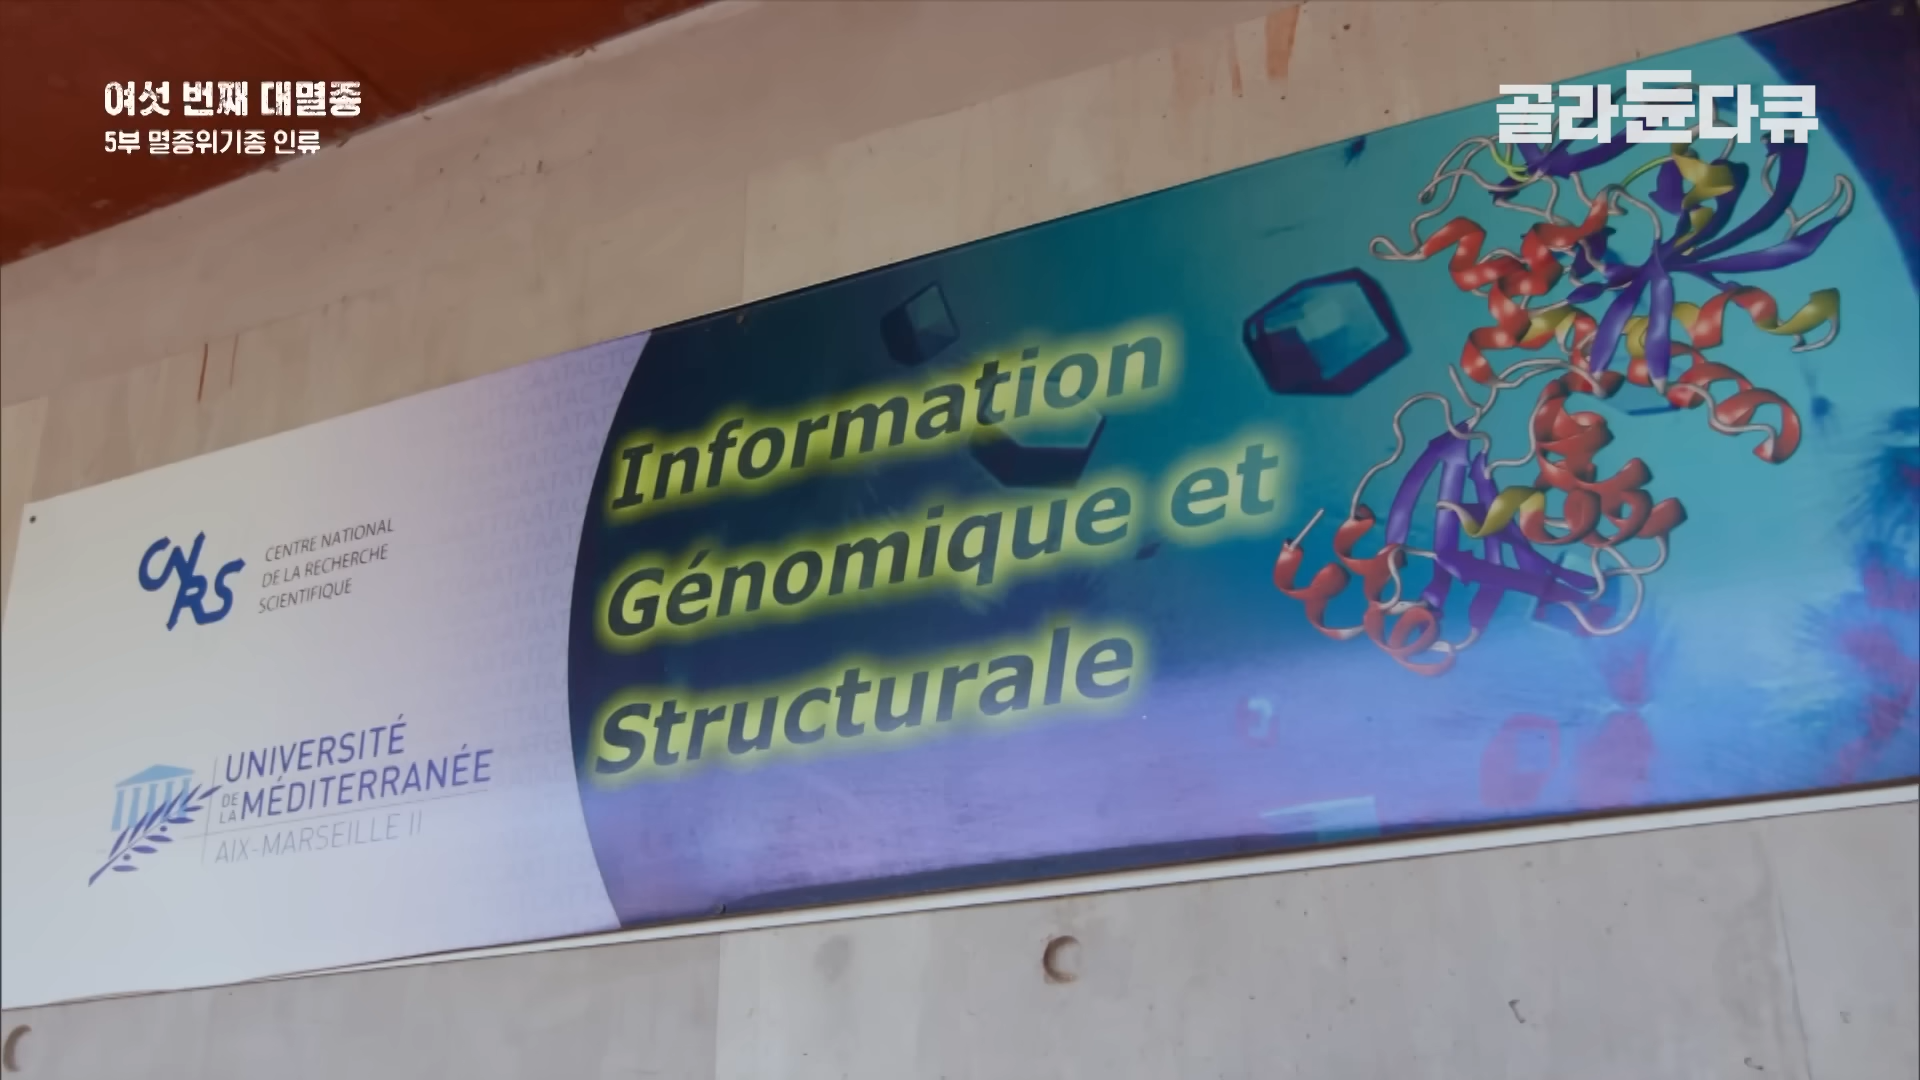 여섯 번째 대멸종
5부 멸종위기종 인류
골라듄다큐
Information
Génomique et
Structurale
CNRS
CENTRE NATIONAL
DE LA RECHERCHE
SCIENTIFIQUE
UNIVERSITÉ
DE LA MÉDITERRANÉE
AIX-MARSEILLE II